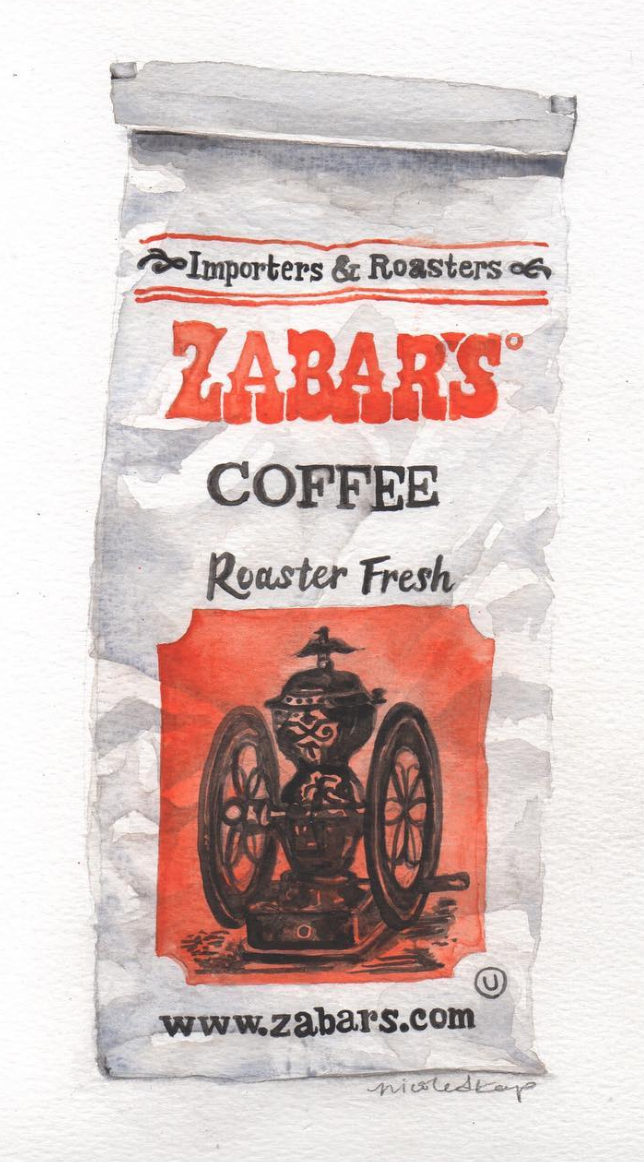 Importers & Roasters
ZABAR'S
COFFEE
Roaster Fresh
U
www.zabars.com